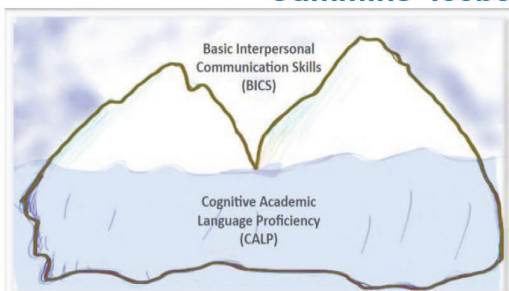 Basic Interpersonal
Communication Skills
(BICS)
Cognitive Academic
Language Proficiency
(CALP)